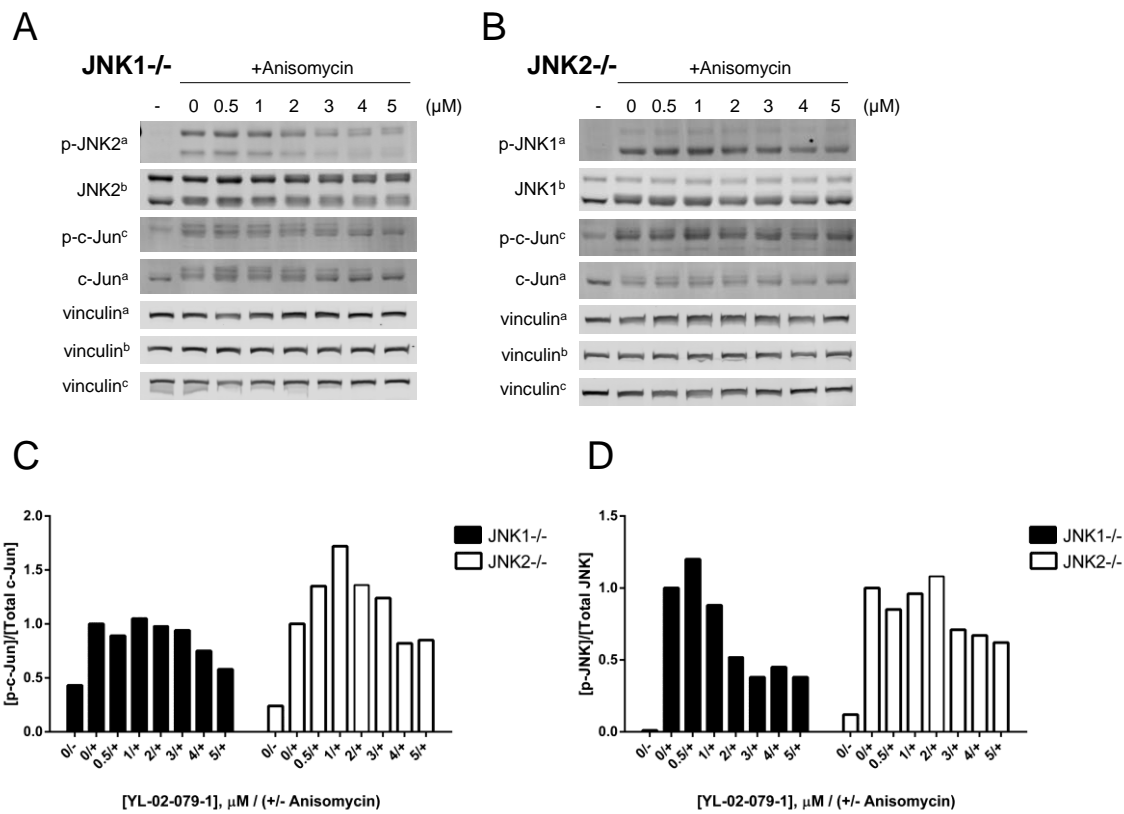 A
JNK1-/-
+Anisomycin
- 0 0.5 1 2 3 4 5 (µM)
p-JNK2ᵃ
JNK2ᵇ
p-c-Junᶜ
c-Junᵃ
vinculinᵃ
vinculinᵇ
vinculinᶜ
B
JNK2-/-
+Anisomycin
- 0 0.5 1 2 3 4 5 (µM)
p-JNK1ᵃ
JNK1ᵇ
p-c-Junᶜ
c-Junᵃ
vinculinᵃ
vinculinᵇ
vinculinᶜ
C
[p-c-Jun]/[Total c-Jun]
2.0
1.5
1.0
0.5
0.0
0/- 0/+ 0.5/+ 1/+ 2/+ 3/+ 4/+ 5/+ 0/- 0/+ 0.5/+ 1/+ 2/+ 3/+ 4/+ 5/+
[YL-02-079-1], µM / (+/- Anisomycin)
JNK1-/-
JNK2-/-
D
[p-JNK]/[Total JNK]
1.5
1.0
0.5
0.0
0/- 0/+ 0.5/+ 1/+ 2/+ 3/+ 4/+ 5/+ 0/- 0/+ 0.5/+ 1/+ 2/+ 3/+ 4/+ 5/+
[YL-02-079-1], µM / (+/- Anisomycin)
JNK1-/-
JNK2-/-